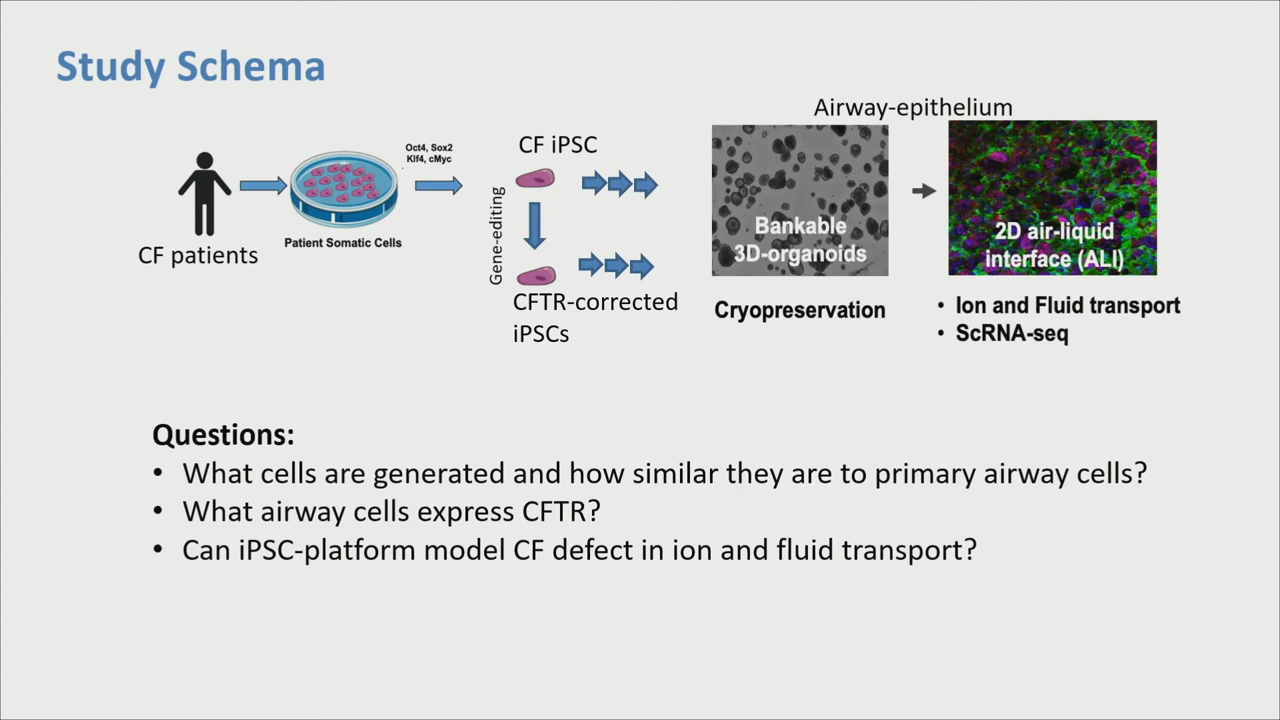 Study Schema
Airway-epithelium
Oct4, Sox2
Klf4, cMyc
CF iPSC
Gene-editing
CF patients
Patient Somatic Cells
CFTR-corrected
iPSCs
Bankable
3D-organoids
Cryopreservation
2D air-liquid
interface (ALI)
• Ion and Fluid transport
• ScRNA-seq
Questions:
• What cells are generated and how similar they are to primary airway cells?
• What airway cells express CFTR?
• Can iPSC-platform model CF defect in ion and fluid transport?